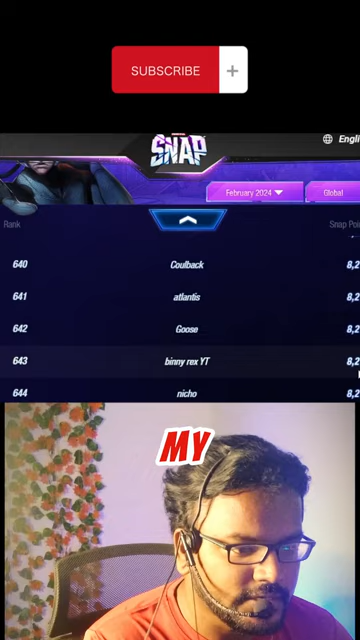 SUBSCRIBE +
SNAP
Engli
February 2024 Global
Rank Snap Poi
640 Coulback 8,2
641 atlantis 8,2
642 Goose 8,2
643 binny rex YT 8,2
644 nicho 8,2
MY